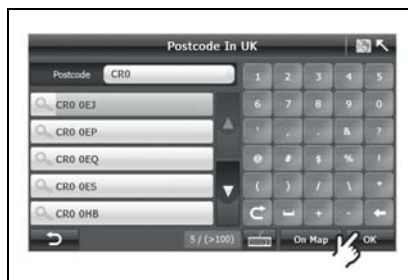 Postcode In UK
Postcode CR0
1 2 3 4 5
CR0 0EJ
6 7 8 9 0
CR0 0EP
' , . & ?
CR0 0EQ
@ # $ % !
CR0 0ES
( ) / \ *
CR0 0HB
+ -
5 / (>100) On Map OK